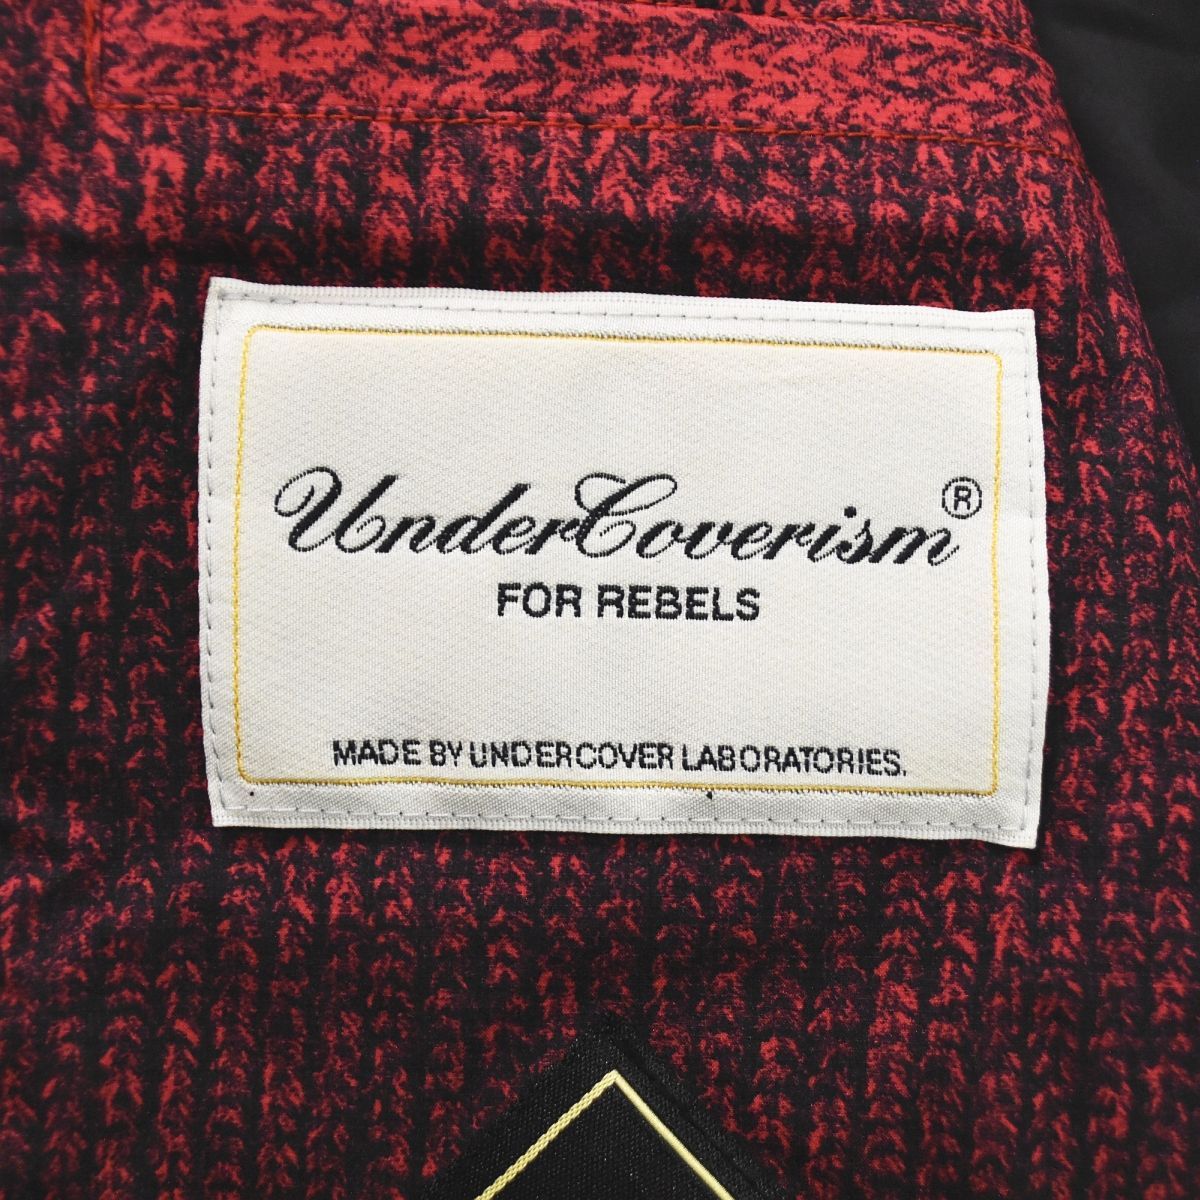 UnderCoverism®
FOR REBELS
MADE BY UNDERCOVER LABORATORIES.